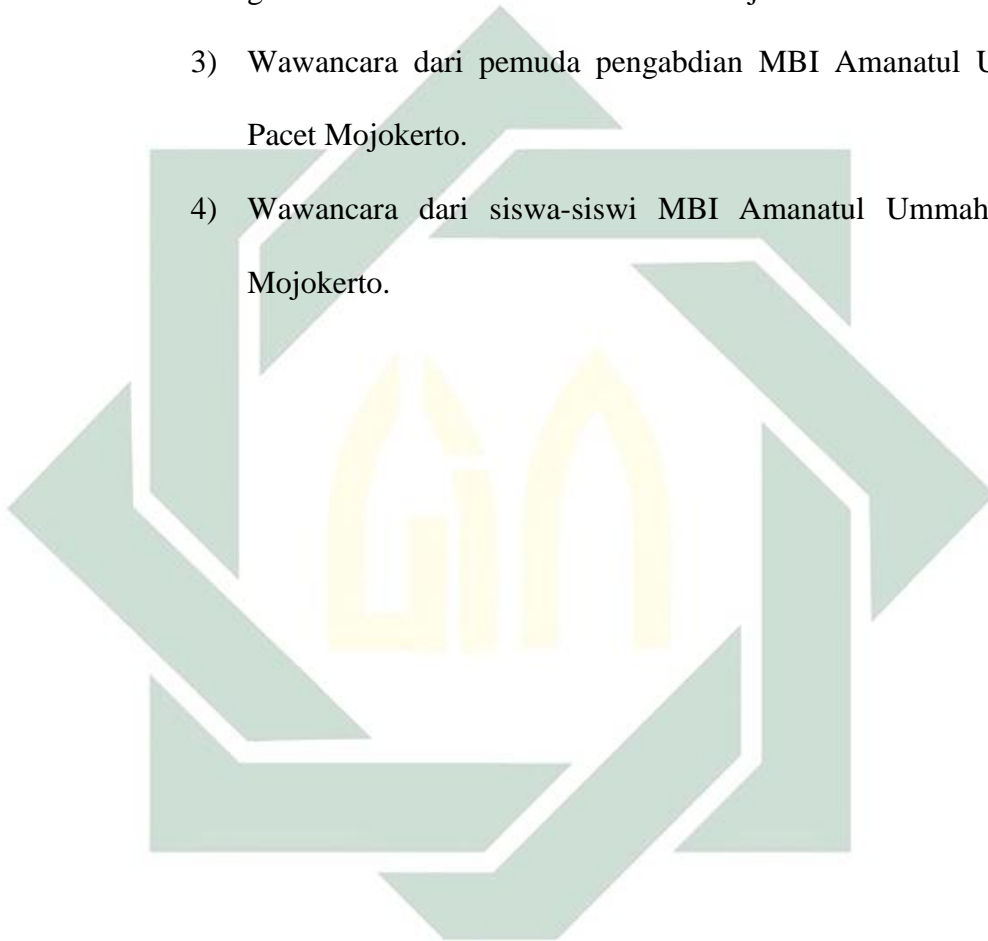 3) Wawancara dari pemuda pengabdian MBI Amanatul
Pacet Mojokerto.
4) Wawancara dari siswa-siswi MBI Amanatul Ummah
Mojokerto.